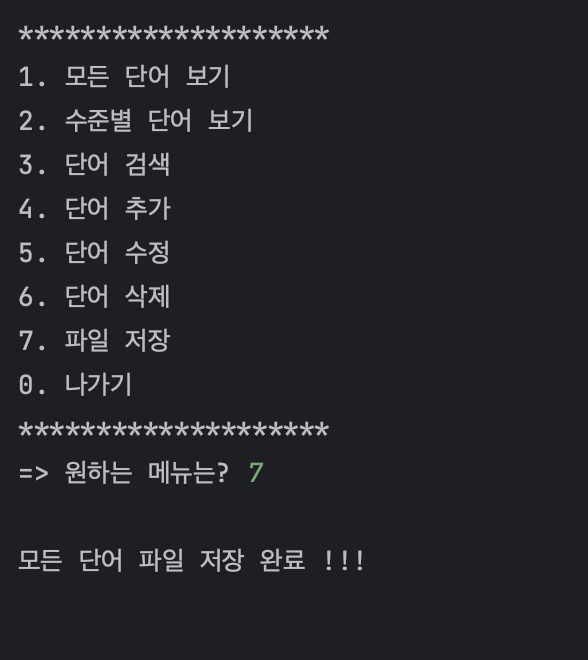 ********************
1. 모든 단어 보기
2. 수준별 단어 보기
3. 단어 검색
4. 단어 추가
5. 단어 수정
6. 단어 삭제
7. 파일 저장
0. 나가기
********************
=> 원하는 메뉴는? 7
모든 단어 파일 저장 완료 !!!